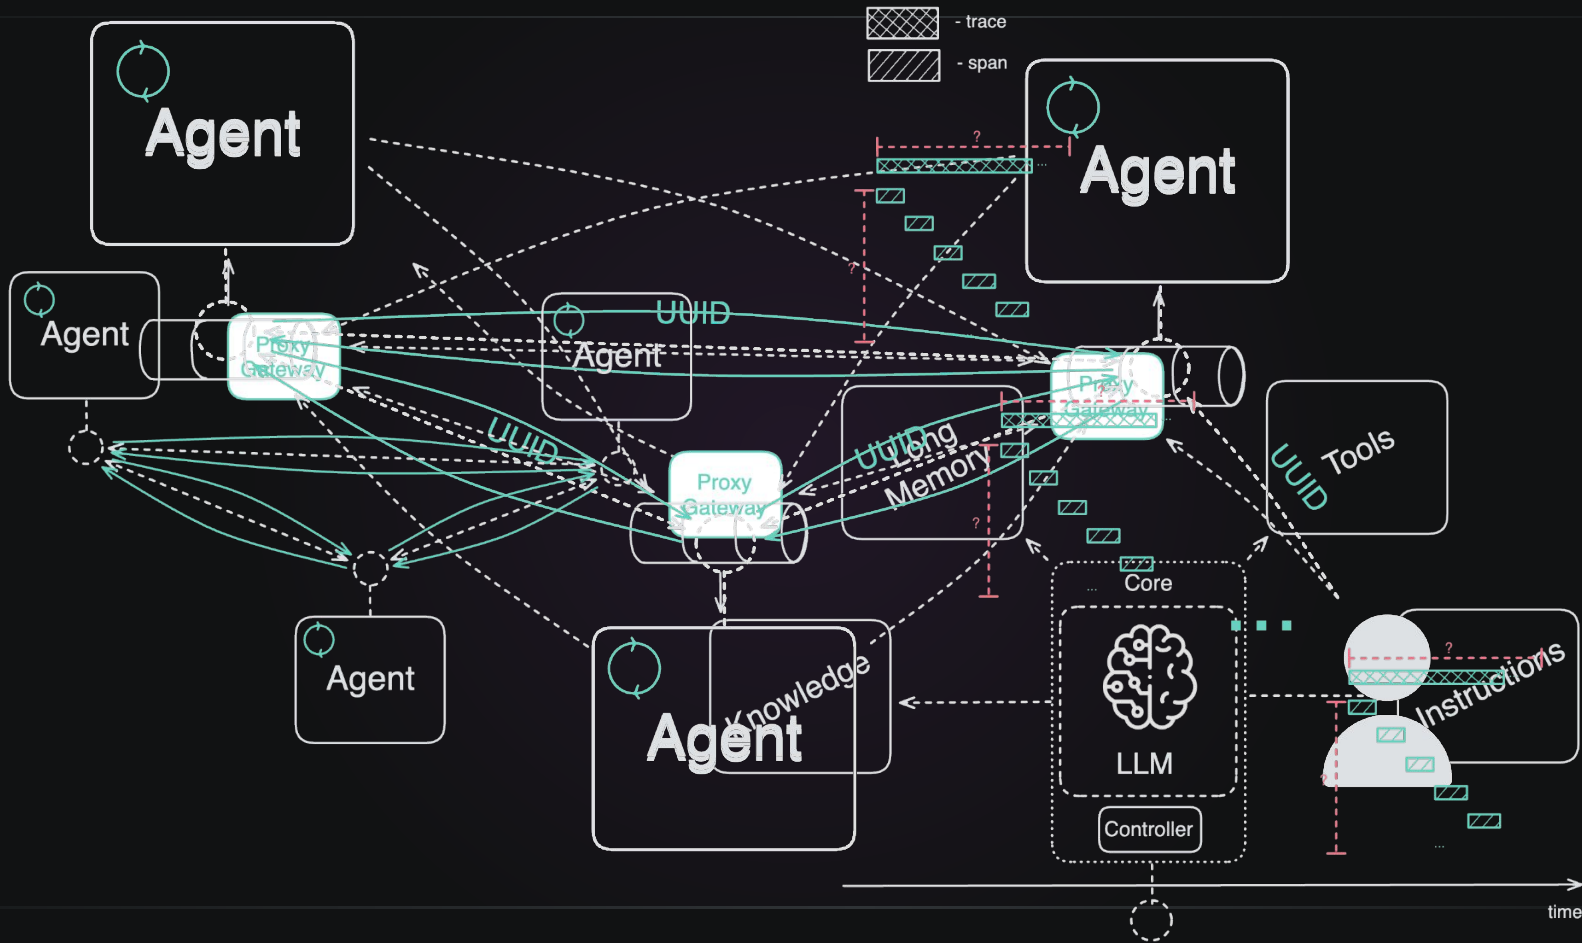 - trace
- span
Agent
Agent
?
...
?
Agent
UUID
Agent
Proxy
Gateway
Proxy
Gateway
UUID
UUID
Long
Memory
...
?
Proxy
Gateway
UUID
Tools
Core
...
LLM
Controller
Agent
Knowledge
Agent
?
Instructions
?
...
time